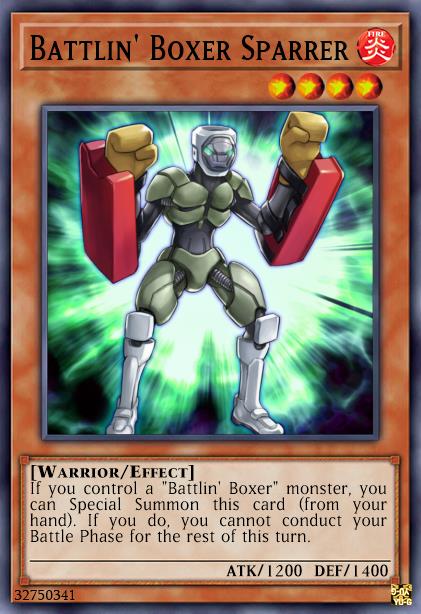 Battlin' Boxer Sparrer
FIRE
炎
[Warrior/Effect]
If you control a "Battlin' Boxer" monster, you
can Special Summon this card (from your
hand). If you do, you cannot conduct your
Battle Phase for the rest of this turn.
ATK/1200 DEF/1400
32750341